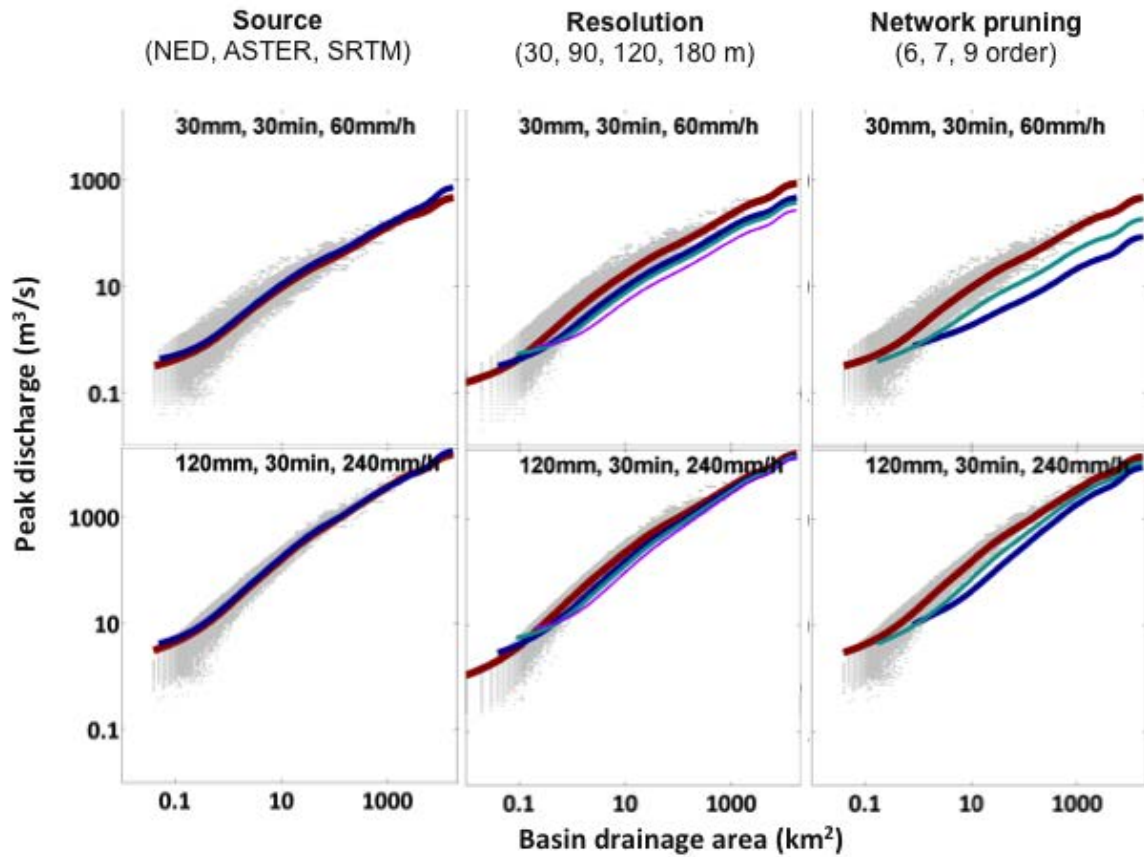 Source
(NED, ASTER, SRTM)
Resolution
(30, 90, 120, 180 m)
Network pruning
(6, 7, 9 order)
30mm, 30min, 60mm/h
30mm, 30min, 60mm/h
30mm, 30min, 60mm/h
1000
10
0.1
120mm, 30min, 240mm/h
120mm, 30min, 240mm/h
120mm, 30min, 240mm/h
1000
10
0.1
Peak discharge (m³/s)
0.1 10 1000
0.1 10 1000
0.1 10 1000
Basin drainage area (km²)